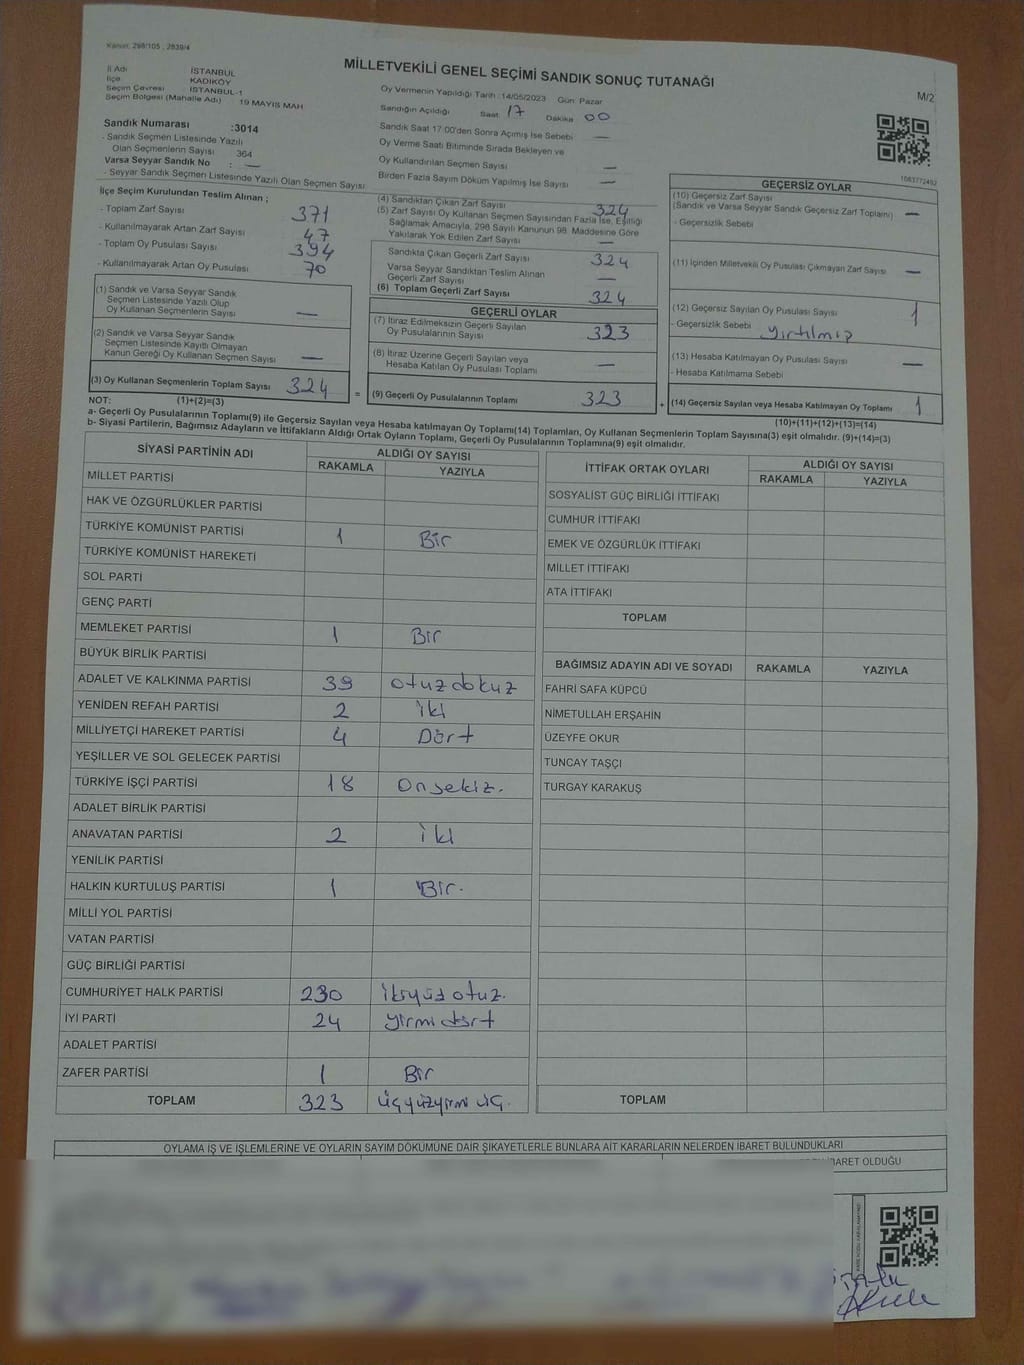 Kanun: 298/105 , 2839/4
MİLLETVEKİLİ GENEL SEÇİMİ SANDIK SONUÇ TUTANAĞI
M/2
İl Adı : İSTANBUL
İlçe : KADIKÖY
Seçim Çevresi : İSTANBUL-1
Seçim Bölgesi (Mahalle Adı) : 19 MAYIS MAH
Oy Vermenin Yapıldığı Tarih :14/05/2023 Gün: Pazar
Sandığın Açıldığı Saat 17 Dakika 00
Sandık Saat 17:00'den Sonra Açımış İse Sebebi —
Oy Verme Saati Bitiminde Sırada Bekleyen ve
Oy Kullandırılan Seçmen Sayısı —
Birden Fazla Sayım Döküm Yapılmış İse Sayısı —
Sandık Numarası :3014
- Sandık Seçmen Listesinde Yazılı
Olan Seçmenlerin Sayısı : 364
Varsa Seyyar Sandık No : —
- Seyyar Sandık Seçmen Listesinde Yazılı Olan Seçmen Sayısı
İlçe Seçim Kurulundan Teslim Alınan ;
- Toplam Zarf Sayısı 371
- Kullanılmayarak Artan Zarf Sayısı 47
- Toplam Oy Pusulası Sayısı 394
- Kullanılmayarak Artan Oy Pusulası 70
(1) Sandık ve Varsa Seyyar Sandık
Seçmen Listesinde Yazılı Olup
Oy Kullanan Seçmenlerin Sayısı —
(2) Sandık ve Varsa Seyyar Sandık
Seçmen Listesinde Kayıtlı Olmayan
Kanun Gereği Oy Kullanan Seçmen Sayısı —
(3) Oy Kullanan Seçmenlerin Toplam Sayısı 324
(4) Sandıktan Çıkan Zarf Sayısı 324
(5) Zarf Sayısı Oy Kullanan Seçmen Sayısından Fazla İse, Eşitliği
Sağlamak Amacıyla, 298 Sayılı Kanunun 98. Maddesine Göre
Yakılarak Yok Edilen Zarf Sayısı —
Sandıkta Çıkan Geçerli Zarf Sayısı 324
Varsa Seyyar Sandıktan Teslim Alınan
Geçerli Zarf Sayısı —
(6) Toplam Geçerli Zarf Sayısı 324
GEÇERLİ OYLAR
(7) İtiraz Edilmeksizin Geçerli Sayılan
Oy Pusulalarının Sayısı 323
(8) İtiraz Üzerine Geçerli Sayılan veya
Hesaba Katılan Oy Pusulası Toplamı —
= (9) Geçerli Oy Pusulalarının Toplamı 323 +
1083772492
GEÇERSİZ OYLAR
(10) Geçersiz Zarf Sayısı
(Sandık ve Varsa Seyyar Sandık Geçersiz Zarf Toplamı) —
- Geçersizlik Sebebi
(11) İçinden Milletvekili Oy Pusulası Çıkmayan Zarf Sayısı —
(12) Geçersiz Sayılan Oy Pusulası Sayısı 1
- Geçersizlik Sebebi yırtılmış
(13) Hesaba Katılmayan Oy Pusulası Sayısı —
- Hesaba Katılmama Sebebi
(14) Geçersiz Sayılan veya Hesaba Katılmayan Oy Toplamı 1
NOT: (1)+(2)=(3)
(10)+(11)+(12)+(13)=(14)
a- Geçerli Oy Pusulalarının Toplamı(9) ile Geçersiz Sayılan veya Hesaba katılmayan Oy Toplamı(14) Toplamları, Oy Kullanan Seçmenlerin Toplam Sayısına(3) eşit olmalıdır. (9)+(14)=(3)
b- Siyasi Partilerin, Bağımsız Adayların ve İttifakların Aldığı Ortak Oyların Toplamı, Geçerli Oy Pusulalarının Toplamına(9) eşit olmalıdır.
SİYASİ PARTİNİN ADI ALDIĞI OY SAYISI
RAKAMLA YAZIYLA
MİLLET PARTİSİ
HAK VE ÖZGÜRLÜKLER PARTİSİ
TÜRKİYE KOMÜNİST PARTİSİ 1 Bir
TÜRKİYE KOMÜNİST HAREKETİ
SOL PARTİ
GENÇ PARTİ
MEMLEKET PARTİSİ 1 Bir
BÜYÜK BİRLİK PARTİSİ
ADALET VE KALKINMA PARTİSİ 39 otuzdokuz
YENİDEN REFAH PARTİSİ 2 iki
MİLLİYETÇİ HAREKET PARTİSİ 4 Dört
YEŞİLLER VE SOL GELECEK PARTİSİ
TÜRKİYE İŞÇİ PARTİSİ 18 Onsekiz.
ADALET BİRLİK PARTİSİ
ANAVATAN PARTİSİ 2 iki
YENİLİK PARTİSİ
HALKIN KURTULUŞ PARTİSİ 1 Bir.
MİLLİ YOL PARTİSİ
VATAN PARTİSİ
GÜÇ BİRLİĞİ PARTİSİ
CUMHURİYET HALK PARTİSİ 230 ikiyüzotuz.
İYİ PARTİ 24 yirmidört
ADALET PARTİSİ
ZAFER PARTİSİ 1 Bir
TOPLAM 323 üçyüzyirmi üç.
İTTİFAK ORTAK OYLARI ALDIĞI OY SAYISI
RAKAMLA YAZIYLA
SOSYALİST GÜÇ BİRLİĞİ İTTİFAKI
CUMHUR İTTİFAKI
EMEK VE ÖZGÜRLÜK İTTİFAKI
MİLLET İTTİFAKI
ATA İTTİFAKI
TOPLAM
BAĞIMSIZ ADAYIN ADI VE SOYADI RAKAMLA YAZIYLA
FAHRİ SAFA KÜPCÜ
NİMETULLAH ERŞAHİN
ÜZEYFE OKUR
TUNCAY TAŞÇI
TURGAY KARAKUŞ
TOPLAM
OYLAMA İŞ VE İŞLEMLERİNE VE OYLARIN SAYIM DÖKÜMÜNE DAİR ŞİKAYETLERLE BUNLARA AİT KARARLARIN NELERDEN İBARET BULUNDUKLARI
İBARET OLDUĞU